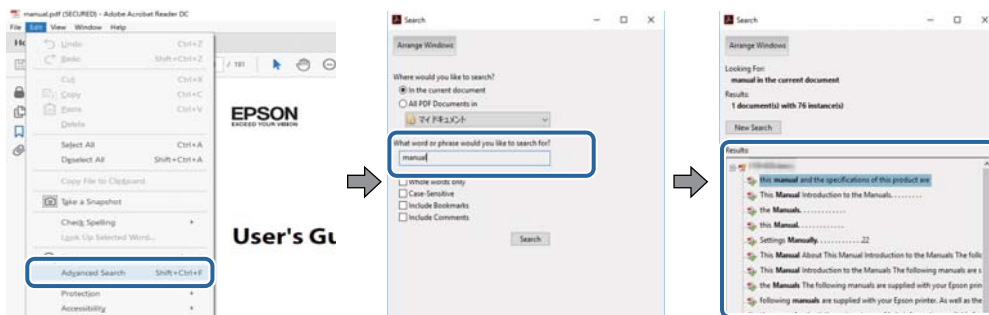 manual.pdf (SECURED) - Adobe Acrobat Reader DC
File Edit View Window Help
Undo Ctrl+Z
Redo Shift+Ctrl+Z
Cut Ctrl+X
Copy Ctrl+C
Paste Ctrl+V
Delete
Select All Ctrl+A
Deselect All Shift+Ctrl+A
Copy File to Clipboard
Take a Snapshot
Check Spelling
Look Up Selected Word...
Advanced Search Shift+Ctrl+F
Protection
Accessibility
/ 191
EPSON
EXCEED YOUR VISION
User's Gu
Search
Arrange Windows
Where would you like to search?
In the current document
All PDF Documents in
マイ ドキュメント
What word or phrase would you like to search for?
manual
Whole words only
Case-Sensitive
Include Bookmarks
Include Comments
Search
Search
Arrange Windows
Looking For:
manual in the current document
Results:
1 document(s) with 76 instance(s)
New Search
Results:
this manual and the specifications of this product are
This Manual Introduction to the Manuals. . . . . . . . .
the Manuals. . . . . . . . . . . . .
this Manual. . . . . . . . . . . . .
Settings Manually. . . . . . . . . . . . .22
This Manual About This Manual Introduction to the Manuals The follo
This Manual Introduction to the Manuals The following manuals are s
the Manuals The following manuals are supplied with your Epson prin
following manuals are supplied with your Epson printer. As well as the